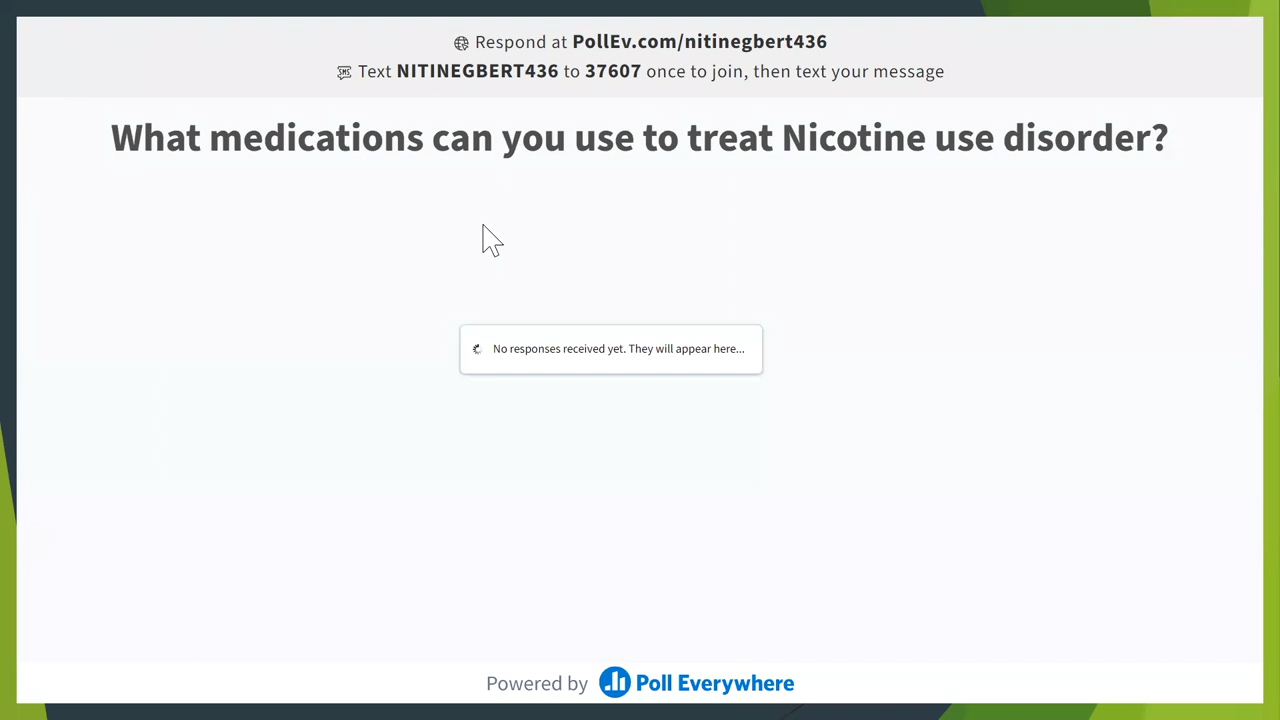 Respond at PollEv.com/nitinegbert436
Text NITINEGBERT436 to 37607 once to join, then text your message
What medications can you use to treat Nicotine use disorder?
No responses received yet. They will appear here...
Powered by Poll Everywhere